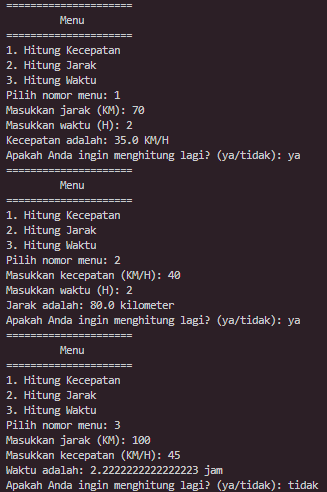 =====================
Menu
=====================
1. Hitung Kecepatan
2. Hitung Jarak
3. Hitung Waktu
Pilih nomor menu: 1
Masukkan jarak (KM): 70
Masukkan waktu (H): 2
Kecepatan adalah: 35.0 KM/H
Apakah Anda ingin menghitung lagi? (ya/tidak): ya
=====================
Menu
=====================
1. Hitung Kecepatan
2. Hitung Jarak
3. Hitung Waktu
Pilih nomor menu: 2
Masukkan kecepatan (KM/H): 40
Masukkan waktu (H): 2
Jarak adalah: 80.0 kilometer
Apakah Anda ingin menghitung lagi? (ya/tidak): ya
=====================
Menu
=====================
1. Hitung Kecepatan
2. Hitung Jarak
3. Hitung Waktu
Pilih nomor menu: 3
Masukkan jarak (KM): 100
Masukkan kecepatan (KM/H): 45
Waktu adalah: 2.2222222222222223 jam
Apakah Anda ingin menghitung lagi? (ya/tidak): tidak